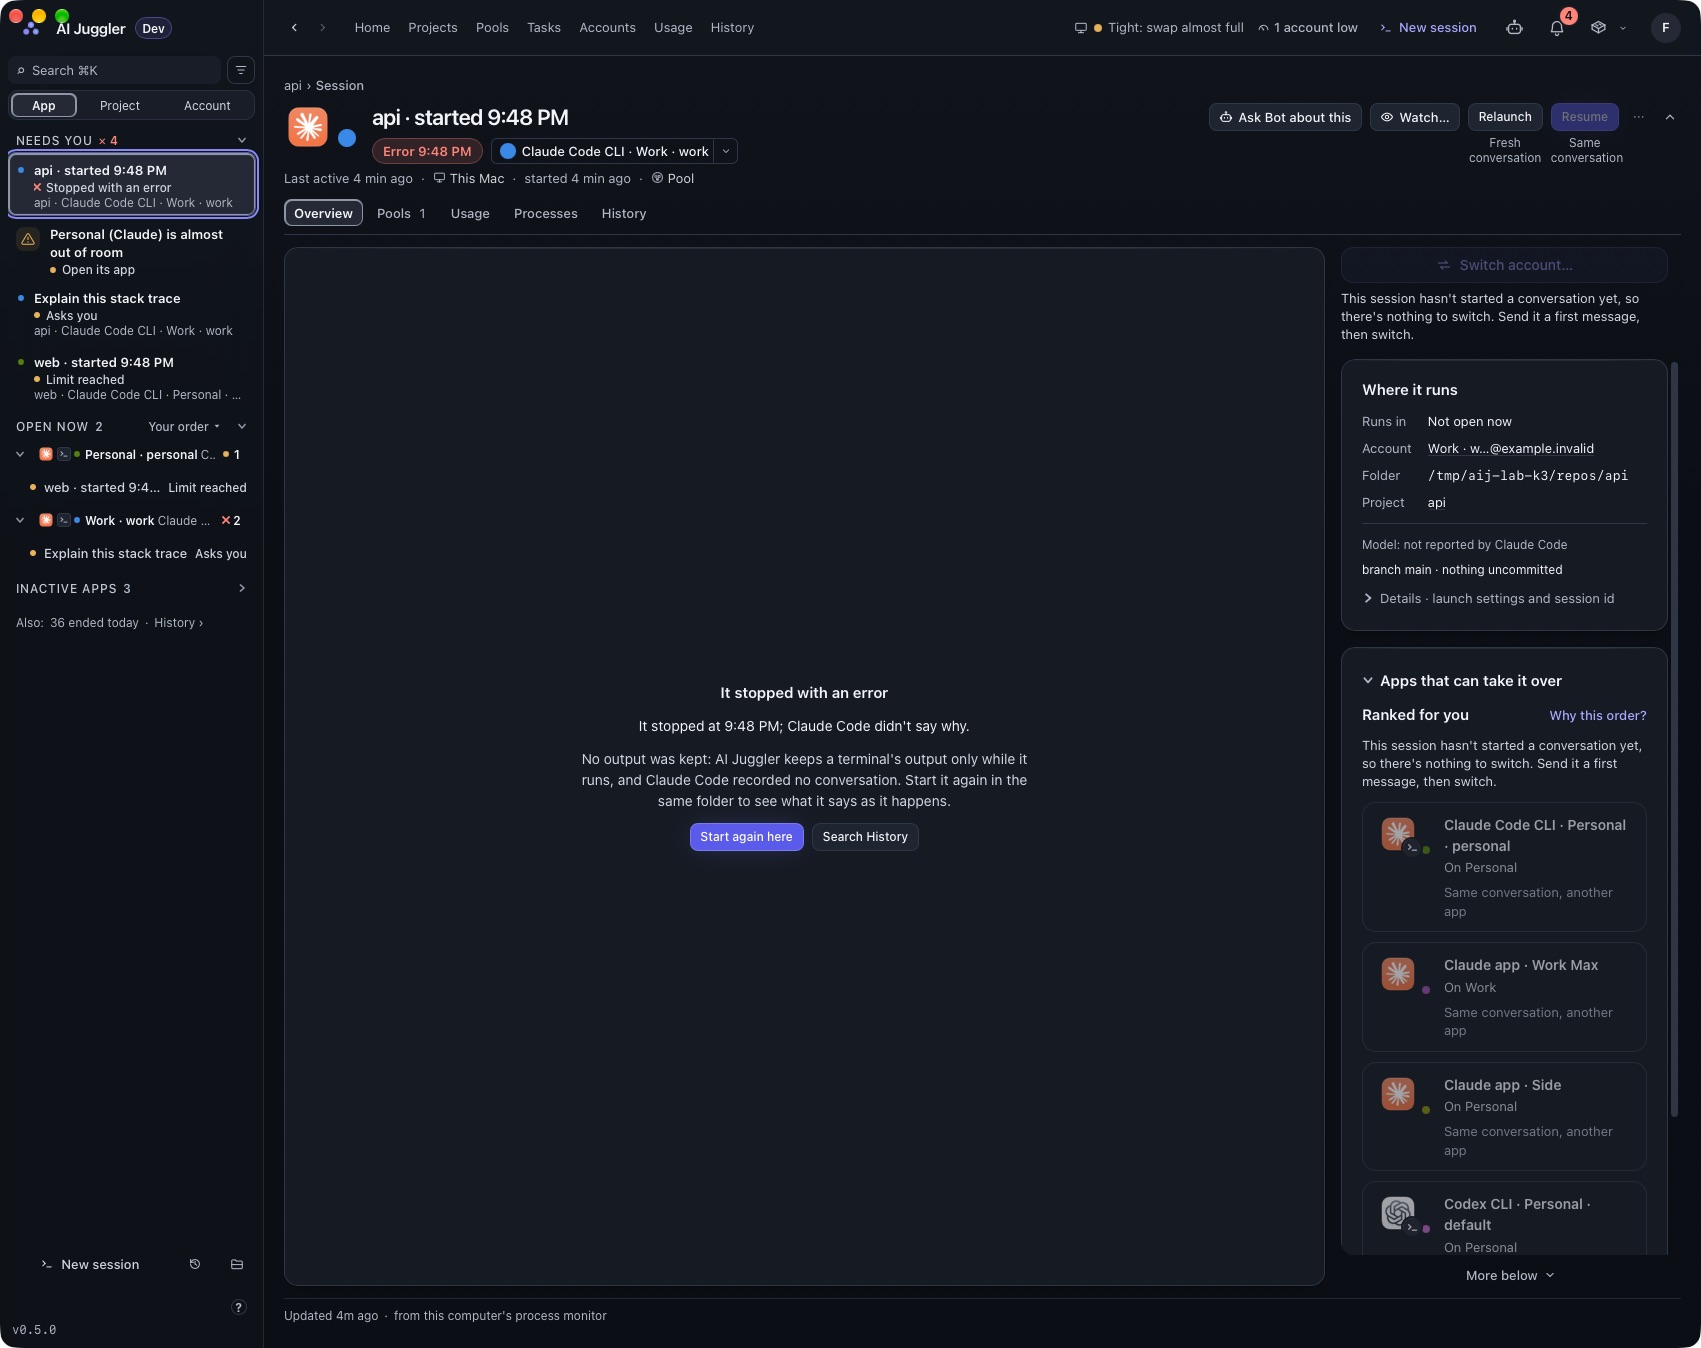 AI Juggler Dev
Search ⌘K
App Project Account
NEEDS YOU × 4
api · started 9:48 PM
Stopped with an error
api · Claude Code CLI · Work · work
Personal (Claude) is almost
out of room
Open its app
Explain this stack trace
Asks you
api · Claude Code CLI · Work · work
web · started 9:48 PM
Limit reached
web · Claude Code CLI · Personal · ...
OPEN NOW 2 Your order
Personal · personal C.. 1
web · started 9:4... Limit reached
Work · work Claude ... 2
Explain this stack trace Asks you
INACTIVE APPS 3
Also: 36 ended today · History ›
New session
?
v0.5.0
Home Projects Pools Tasks Accounts Usage History
Tight: swap almost full 1 account low New session 4 F
api › Session
api · started 9:48 PM
Error 9:48 PM Claude Code CLI · Work · work
Last active 4 min ago · This Mac · started 4 min ago · Pool
Ask Bot about this Watch... Relaunch Resume ...
Fresh Same
conversation conversation
Overview Pools 1 Usage Processes History
It stopped with an error
It stopped at 9:48 PM; Claude Code didn't say why.
No output was kept: AI Juggler keeps a terminal's output only while it
runs, and Claude Code recorded no conversation. Start it again in the
same folder to see what it says as it happens.
Start again here Search History
Switch account...
This session hasn't started a conversation yet, so
there's nothing to switch. Send it a first message,
then switch.
Where it runs
Runs in Not open now
Account Work · w...@example.invalid
Folder /tmp/aij-lab-k3/repos/api
Project api
Model: not reported by Claude Code
branch main · nothing uncommitted
Details · launch settings and session id
Apps that can take it over
Ranked for you Why this order?
This session hasn't started a conversation yet,
so there's nothing to switch. Send it a first
message, then switch.
Claude Code CLI · Personal
· personal
On Personal
Same conversation, another
app
Claude app · Work Max
On Work
Same conversation, another
app
Claude app · Side
On Personal
Same conversation, another
app
Codex CLI · Personal ·
default
On Personal
More below
Updated 4m ago · from this computer's process monitor